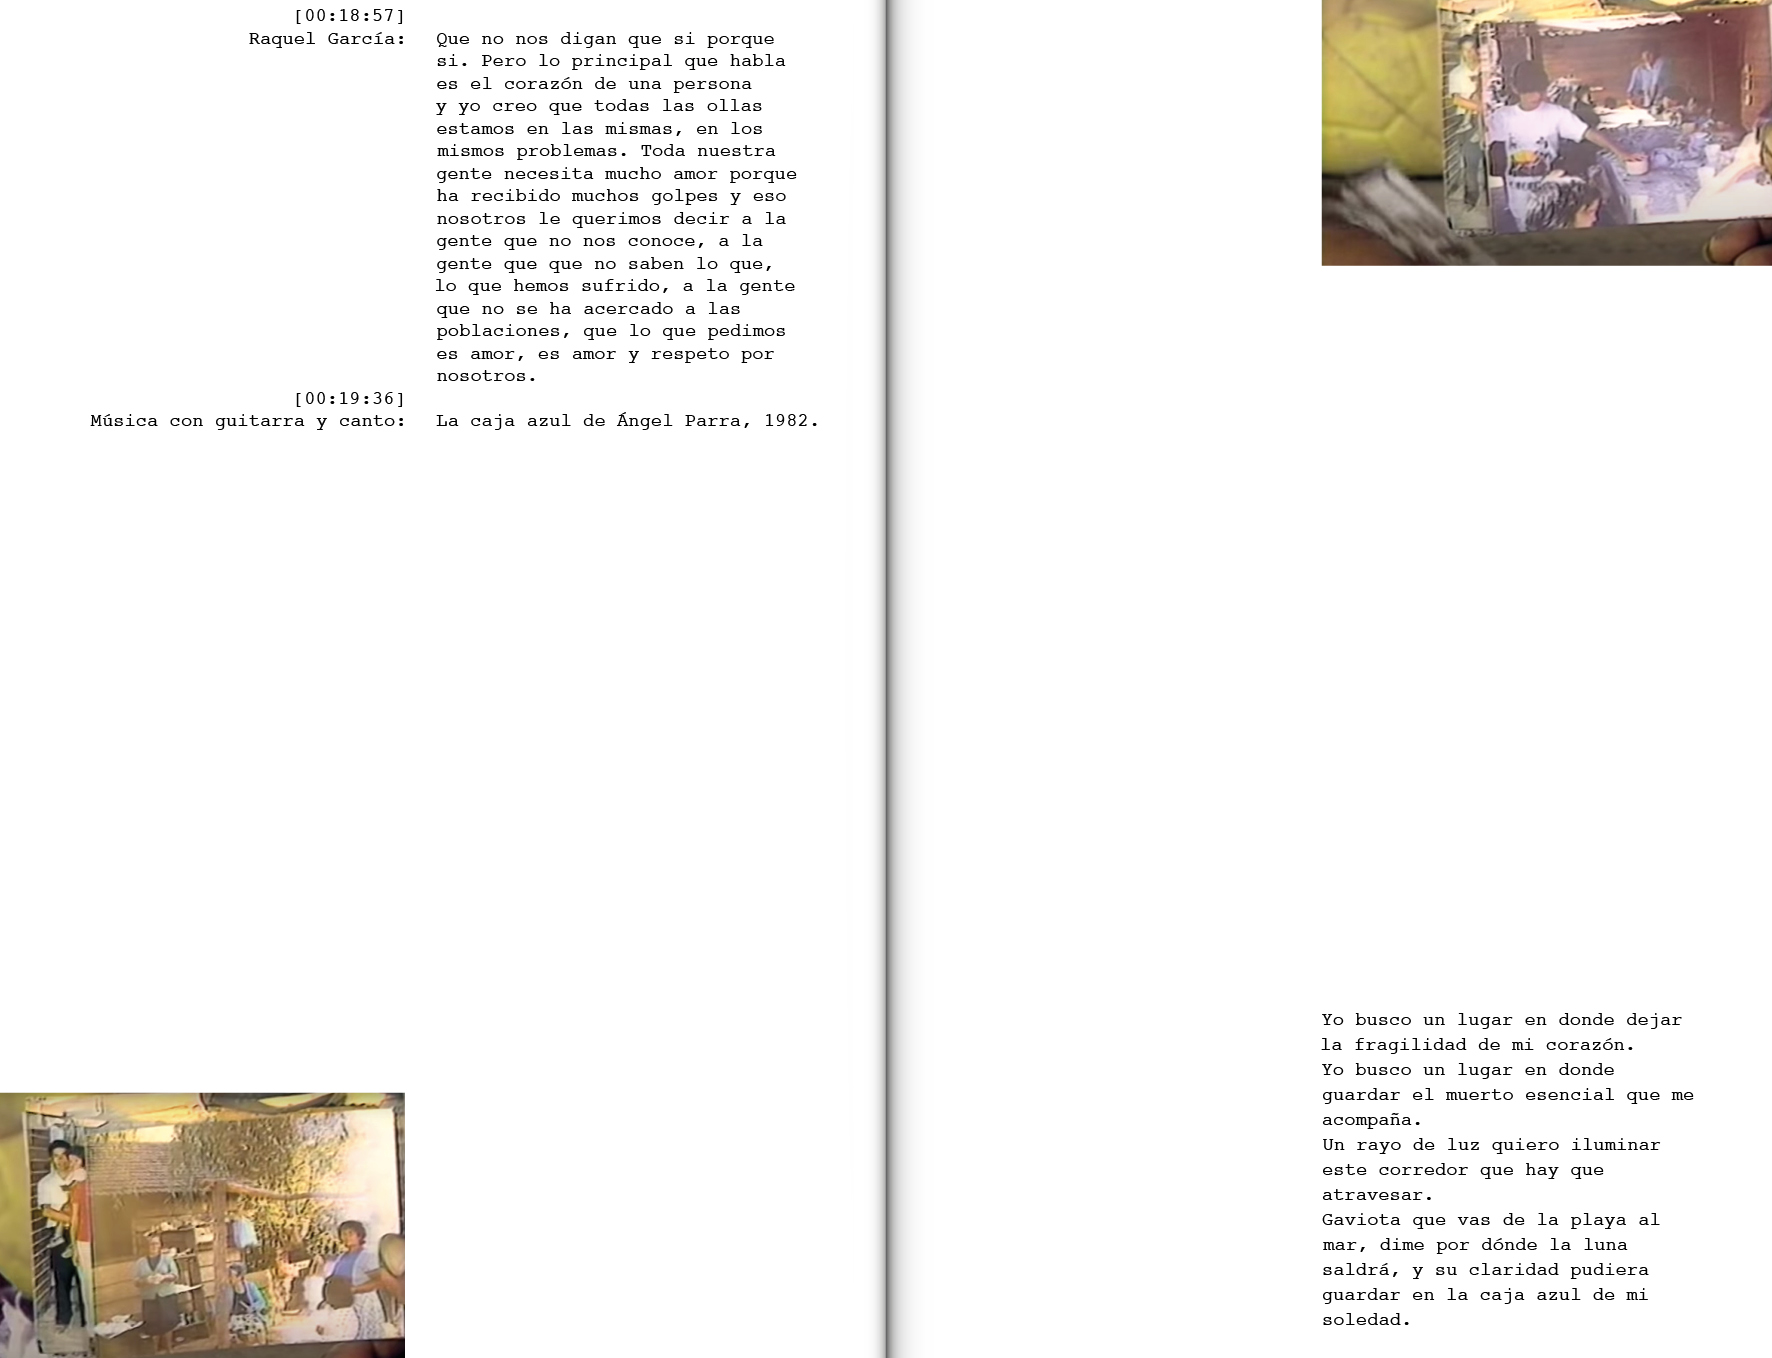 [00:18:57]
Raquel García: Que no nos digan que si porque
si. Pero lo principal que habla
es el corazón de una persona
y yo creo que todas las ollas
estamos en las mismas, en los
mismos problemas. Toda nuestra
gente necesita mucho amor porque
ha recibido muchos golpes y eso
nosotros le querimos decir a la
gente que no nos conoce, a la
gente que que no saben lo que,
lo que hemos sufrido, a la gente
que no se ha acercado a las
poblaciones, que lo que pedimos
es amor, es amor y respeto por
nosotros.
[00:19:36]
Música con guitarra y canto: La caja azul de Ángel Parra, 1982.
Yo busco un lugar en donde dejar
la fragilidad de mi corazón.
Yo busco un lugar en donde
guardar el muerto esencial que me
acompaña.
Un rayo de luz quiero iluminar
este corredor que hay que
atravesar.
Gaviota que vas de la playa al
mar, dime por dónde la luna
saldrá, y su claridad pudiera
guardar en la caja azul de mi
soledad.